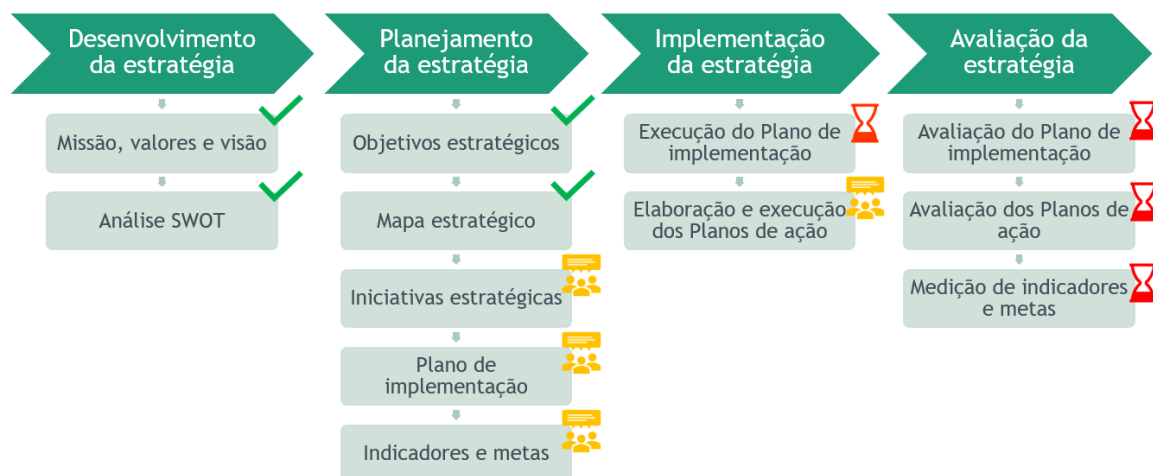 Desenvolvimento
da estratégia
Missão, valores e visão
Análise SWOT
Planejamento
da estratégia
Objetivos estratégicos
Mapa estratégico
Iniciativas estratégicas
Plano de
implementação
Indicadores e metas
Implementação
da estratégia
Execução do Plano de
implementação
Elaboração e execução
dos Planos de ação
Avaliação da
estratégia
Avaliação do Plano de
implementação
Avaliação dos Planos de
ação
Medição de indicadores
e metas